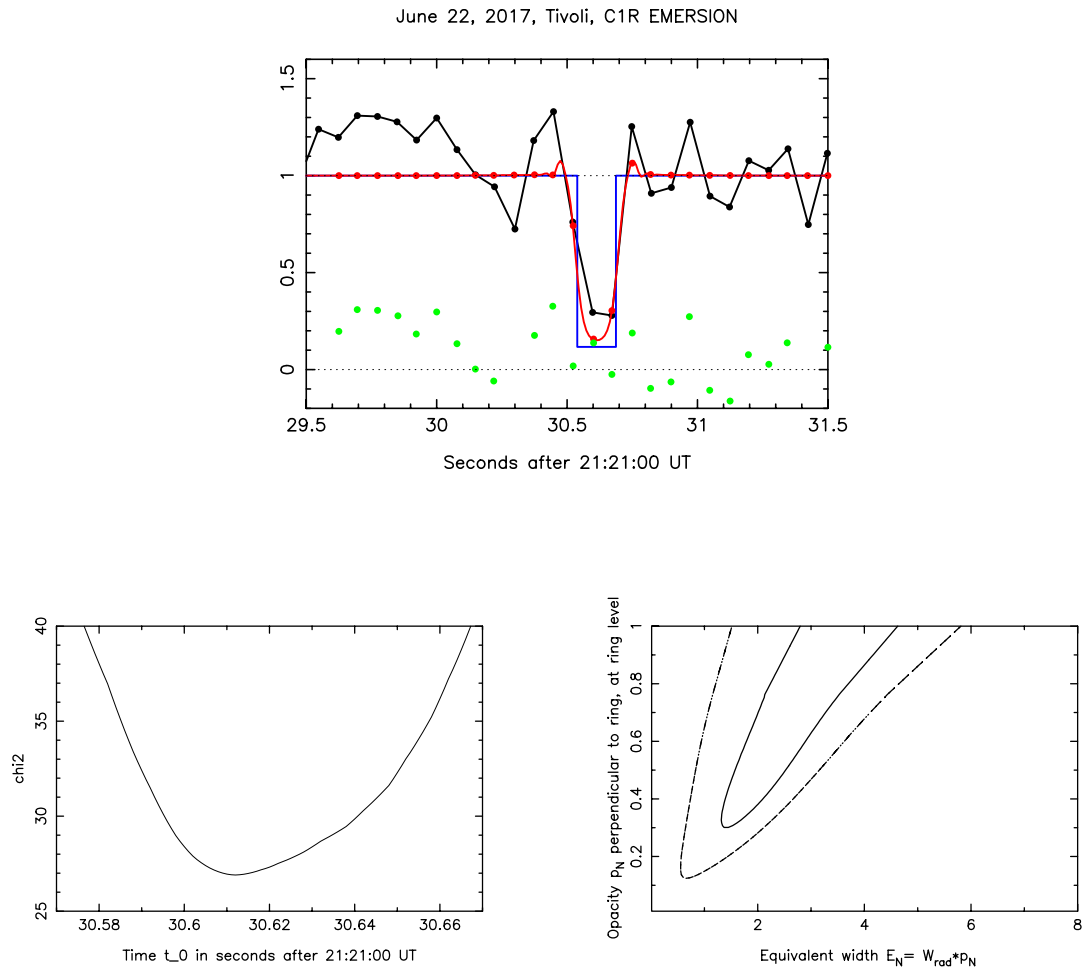 June 22, 2017, Tivoli, C1R EMERSION
1.5
1
0.5
0
29.5 30 30.5 31 31.5
Seconds after 21:21:00 UT
40
35
30
25
chi2
30.58 30.6 30.62 30.64 30.66
Time t_0 in seconds after 21:21:00 UT
Opacity p_N perpendicular to ring, at ring level
1
0.8
0.6
0.4
0.2
2 4 6 8
Equivalent width E_N= W_rad*p_N